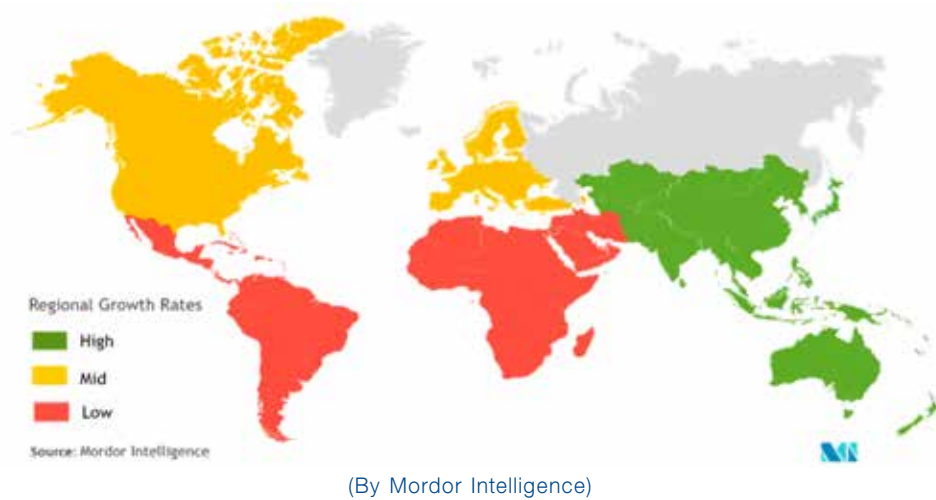 Regional Growth Rates
High
Mid
Low
Source: Mordor Intelligence
(By Mordor Intelligence)